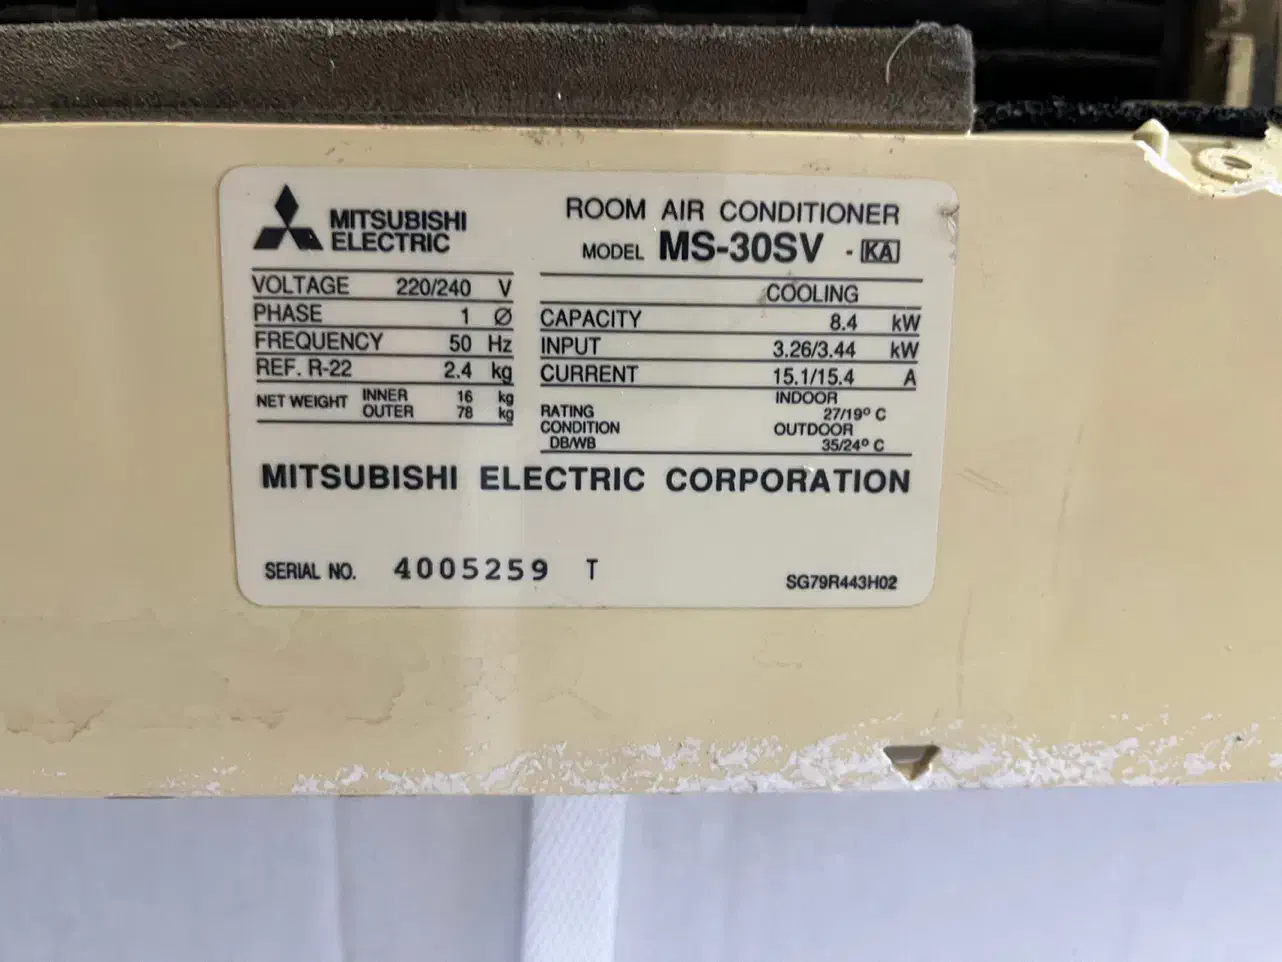 MITSUBISHI
ELECTRIC
ROOM AIR CONDITIONER
MODEL MS-30SV - KA
VOLTAGE 220/240 V
PHASE 1 Ø
FREQUENCY 50 Hz
REF. R-22 2.4 kg
NET WEIGHT INNER 16 kg
OUTER 78 kg
COOLING
CAPACITY 8.4 kW
INPUT 3.26/3.44 kW
CURRENT 15.1/15.4 A
RATING CONDITION DB/WB
INDOOR
27/19° C
OUTDOOR
35/24° C
MITSUBISHI ELECTRIC CORPORATION
SERIAL NO. 4005259 T
SG79R443H02